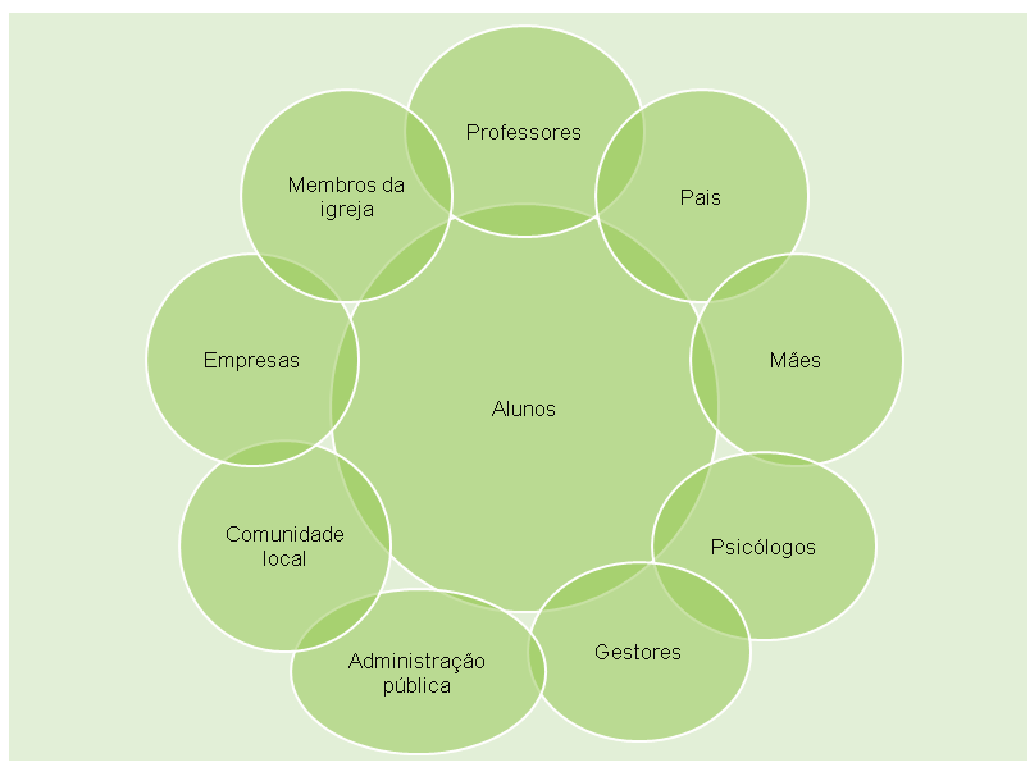 Professores
Membros da
igreja
Pais
Empresas
Mães
Alunos
Comunidade
local
Psicólogos
Gestores
Administração
pública